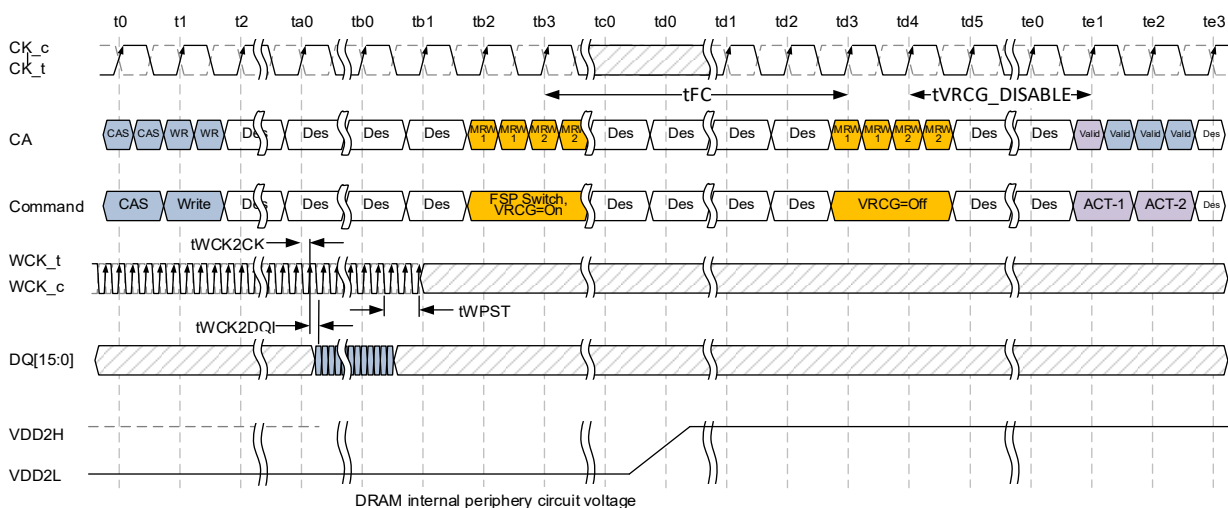 t0 t1 t2 ta0 ta1 tb0 tb1 tb2 tb3 tc0 td0 td1 td2 td3 td4 td5 te0 te1 te2 te3
CK_c
CK_t
tFC tVRCG_DISABLE
CA CAS CAS WR WR Des Des Des Des MRW 1 MRW 1 MRW 2 MRW 2 Des Des Des Des MRW 1 MRW 1 MRW 2 MRW 2 Des Des Valid Valid Valid Valid Des
Command CAS Write Des Des Des Des FSP Switch, VRCG=On Des Des Des Des VRCG=Off Des Des ACT-1 ACT-2 Des
tWCK2CK
WCK_t
WCK_c
tWPST
tWCK2DQI
DQ[15:0]
VDD2H
VDD2L
DRAM internal periphery circuit voltage